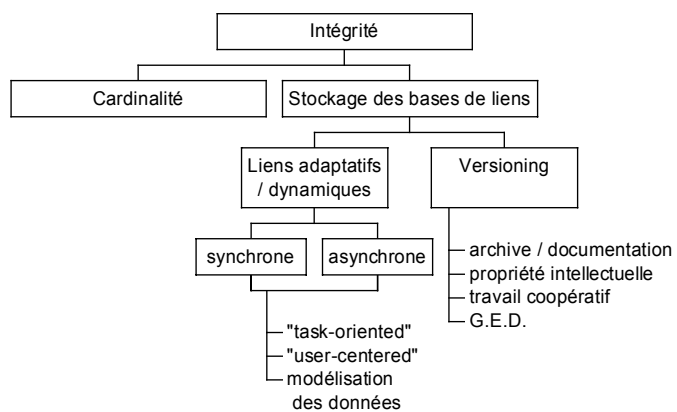 Intégrité
Cardinalité
Stockage des bases de liens
Liens adaptatifs
/ dynamiques
Versioning
synchrone
asynchrone
archive / documentation
propriété intellectuelle
travail coopératif
G.E.D.
"task-oriented"
"user-centered"
modélisation
des données